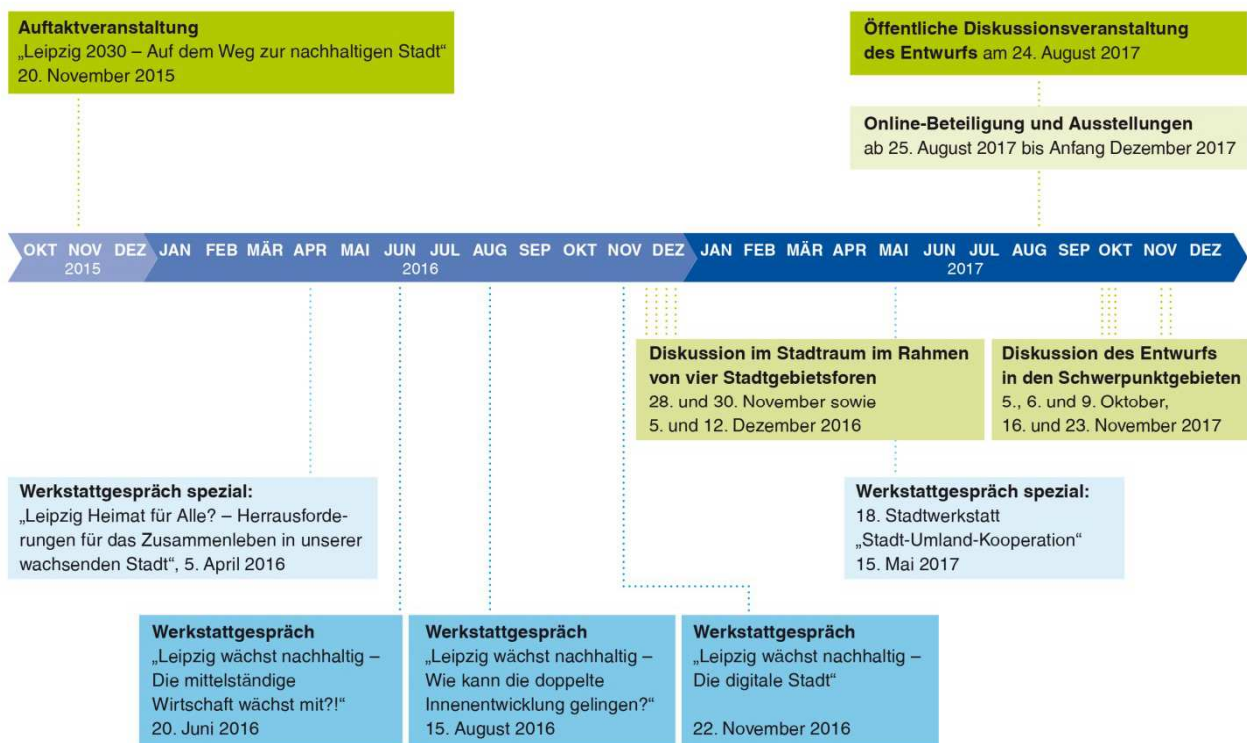 Auftaktveranstaltung
„Leipzig 2030 – Auf dem Weg zur nachhaltigen Stadt“
20. November 2015
Öffentliche Diskussionsveranstaltung
des Entwurfs am 24. August 2017
Online-Beteiligung und Ausstellungen
ab 25. August 2017 bis Anfang Dezember 2017
OKT NOV DEZ JAN FEB MÄR APR MAI JUN JUL AUG SEP OKT NOV DEZ JAN FEB MÄR APR MAI JUN JUL AUG SEP OKT NOV DEZ
2015 2016 2017
Diskussion im Stadtraum im Rahmen
von vier Stadtgebietsforen
28. und 30. November sowie
5. und 12. Dezember 2016
Diskussion des Entwurfs
in den Schwerpunktgebieten
5., 6. und 9. Oktober,
16. und 23. November 2017
Werkstattgespräch spezial:
„Leipzig Heimat für Alle? – Herrausforde-
rungen für das Zusammenleben in unserer
wachsenden Stadt“, 5. April 2016
Werkstattgespräch spezial:
18. Stadtwerkstatt
„Stadt-Umland-Kooperation“
15. Mai 2017
Werkstattgespräch
„Leipzig wächst nachhaltig –
Die mittelständige
Wirtschaft wächst mit?!“
20. Juni 2016
Werkstattgespräch
„Leipzig wächst nachhaltig –
Wie kann die doppelte
Innenentwicklung gelingen?“
15. August 2016
Werkstattgespräch
„Leipzig wächst nachhaltig –
Die digitale Stadt“
22. November 2016